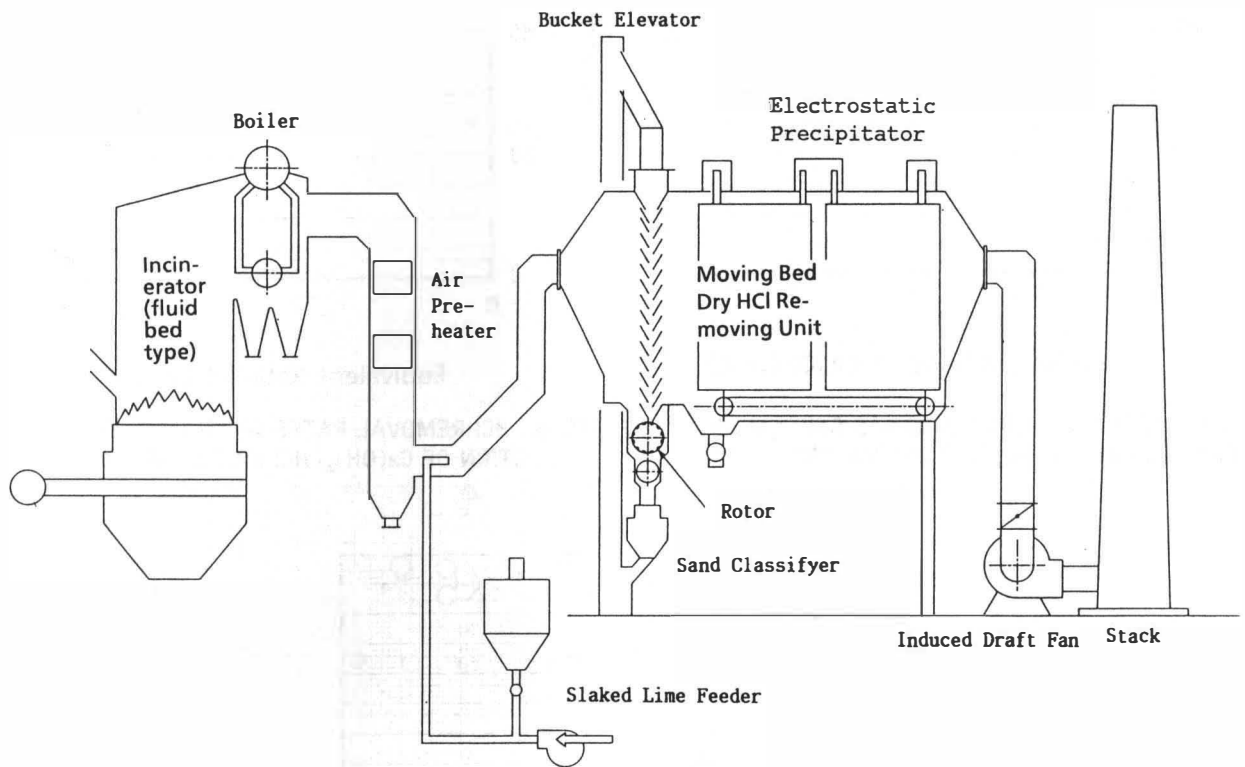 Bucket Elevator
Electrostatic
Precipitator
Boiler
Incin-
erator
(fluid
bed
type)
Air
Pre-
heater
Moving Bed
Dry HCl Re-
moving Unit
Rotor
Sand Classifyer
Induced Draft Fan
Stack
Slaked Lime Feeder